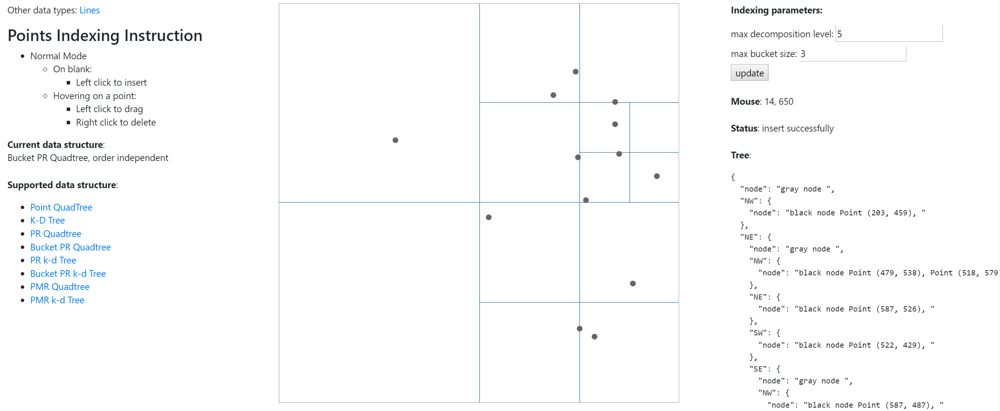 Other data types: Lines
Points Indexing Instruction
Normal Mode
On blank:
Left click to insert
Hovering on a point:
Left click to drag
Right click to delete
Current data structure:
Bucket PR Quadtree, order independent
Supported data structure:
Point QuadTree
K-D Tree
PR Quadtree
Bucket PR Quadtree
PR k-d Tree
Bucket PR k-d Tree
PMR Quadtree
PMR k-d Tree
Indexing parameters:
max decomposition level: 5
max bucket size: 3
update
Mouse: 14, 650
Status: insert successfully
Tree:
{
"node": "gray node ",
"NW": {
"node": "black node Point (203, 459), "
},
"NE": {
"node": "gray node ",
"NW": {
"node": "black node Point (479, 538), Point (518, 579)
},
"NE": {
"node": "black node Point (587, 526), "
},
"SW": {
"node": "black node Point (522, 429), "
},
"SE": {
"node": "gray node ",
"NW": {
"node": "black node Point (587, 487), "